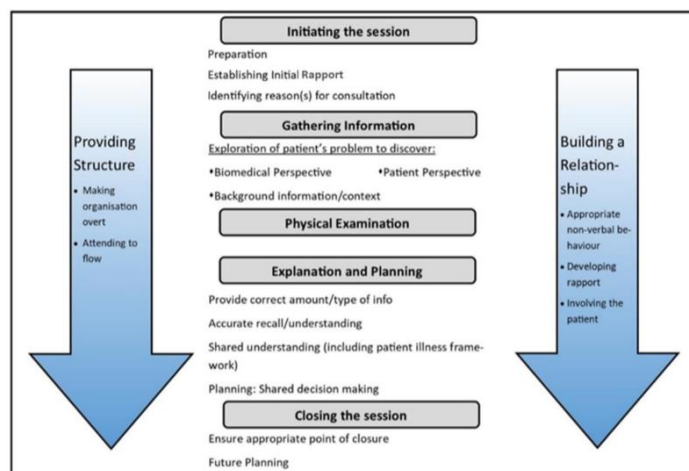 Initiating the session
Preparation
Establishing Initial Rapport
Identifying reason(s) for consultation
Gathering Information
Exploration of patient's problem to discover:
•Biomedical Perspective •Patient Perspective
•Background information/context
Physical Examination
Explanation and Planning
Provide correct amount/type of info
Accurate recall/understanding
Shared understanding (including patient illness frame-
work)
Planning: Shared decision making
Closing the session
Ensure appropriate point of closure
Future Planning
Providing
Structure
• Making
organisation
overt
• Attending to
flow
Building a
Relation-
ship
• Appropriate
non-verbal be-
haviour
• Developing
rapport
• Involving the
patient